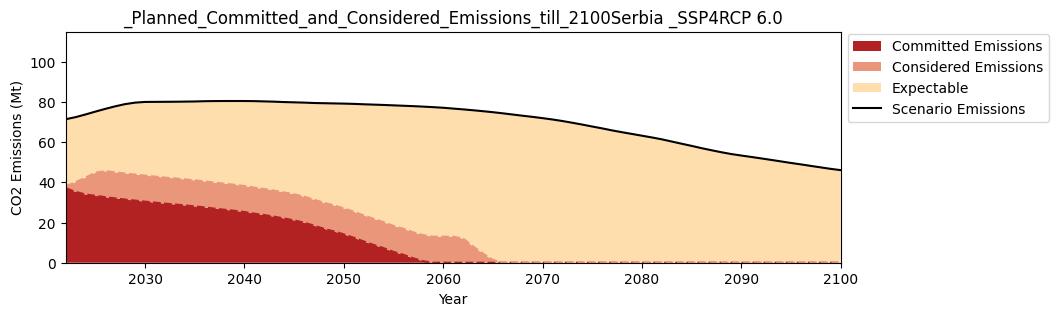 _Planned_Committed_and_Considered_Emissions_till_2100Serbia _SSP4RCP 6.0
CO2 Emissions (Mt)
100
80
60
40
20
0
2030 2040 2050 2060 2070 2080 2090 2100
Year
Committed Emissions
Considered Emissions
Expectable
Scenario Emissions